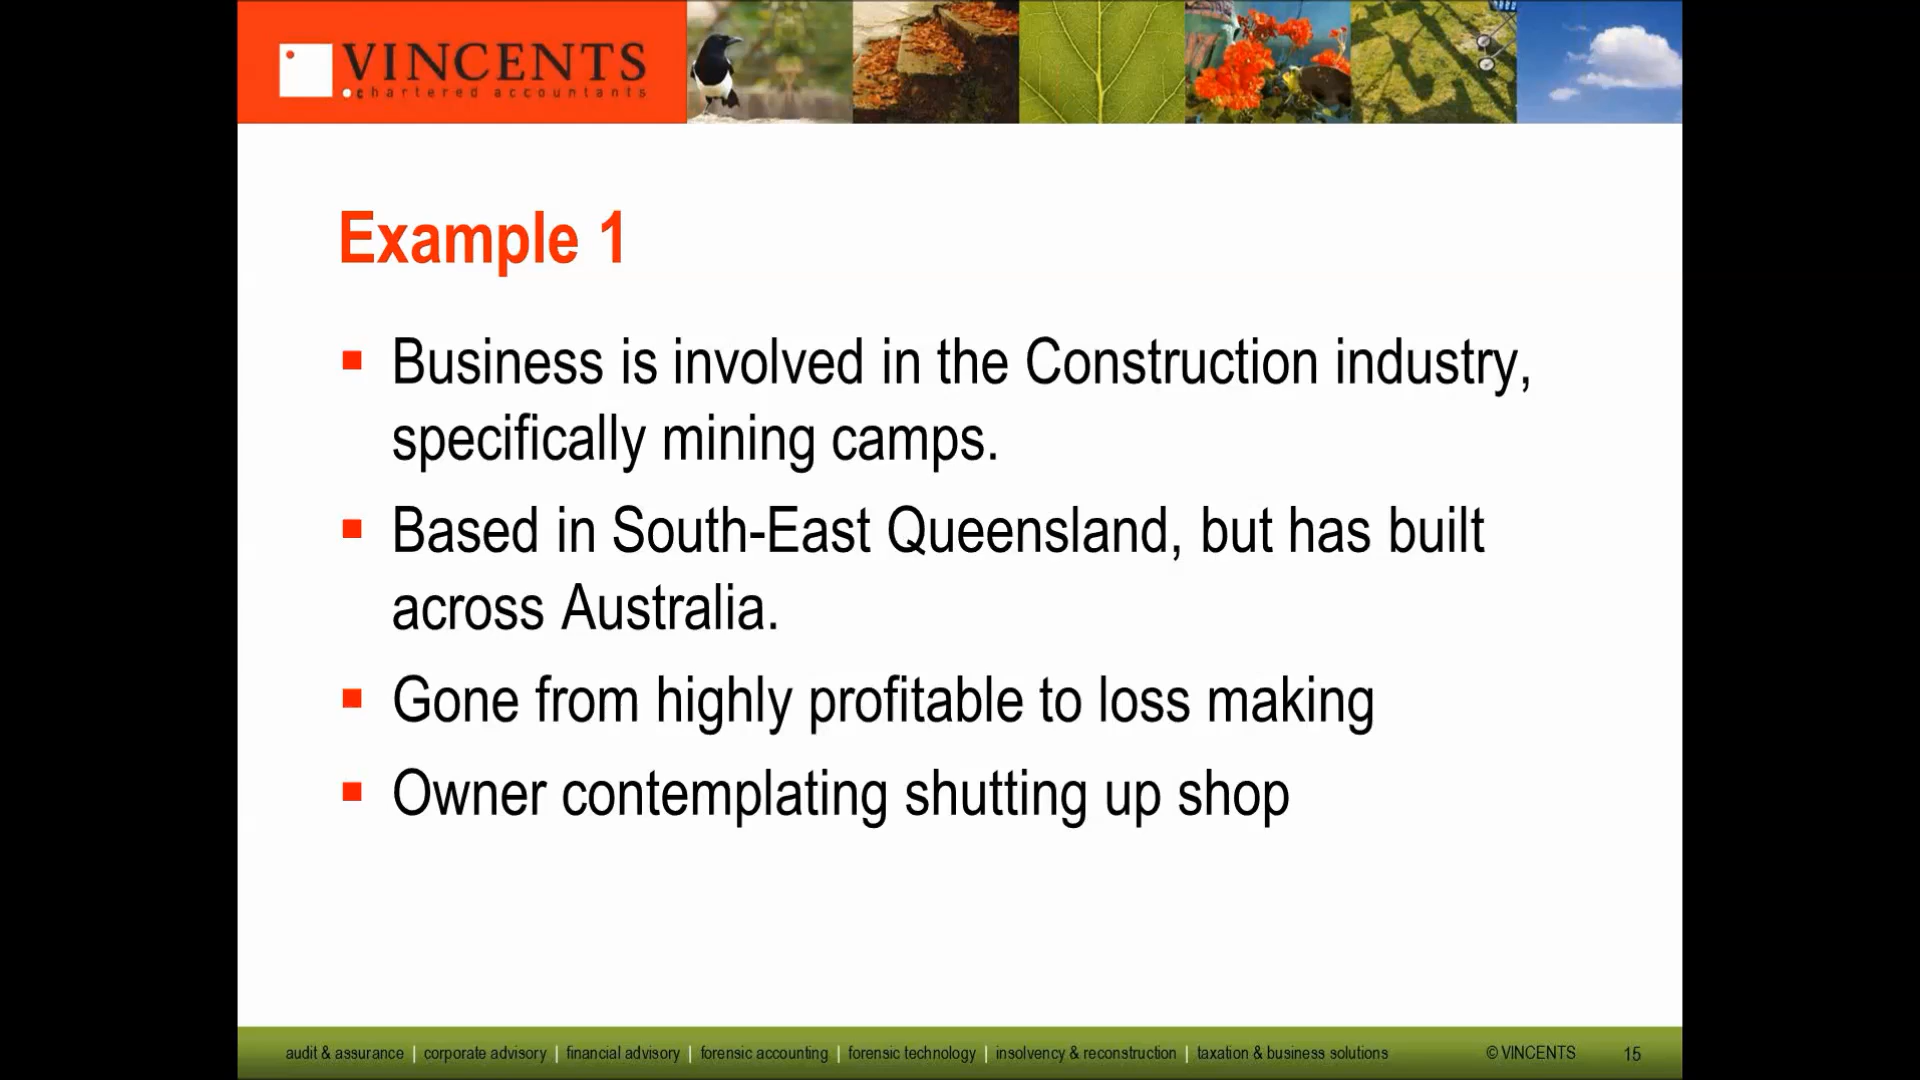 VINCENTS
chartered accountants
Example 1
Business is involved in the Construction industry,
specifically mining camps.
Based in South-East Queensland, but has built
across Australia.
Gone from highly profitable to loss making
Owner contemplating shutting up shop
audit & assurance | corporate advisory | financial advisory | forensic accounting | forensic technology | insolvency & reconstruction | taxation & business solutions © VINCENTS 15